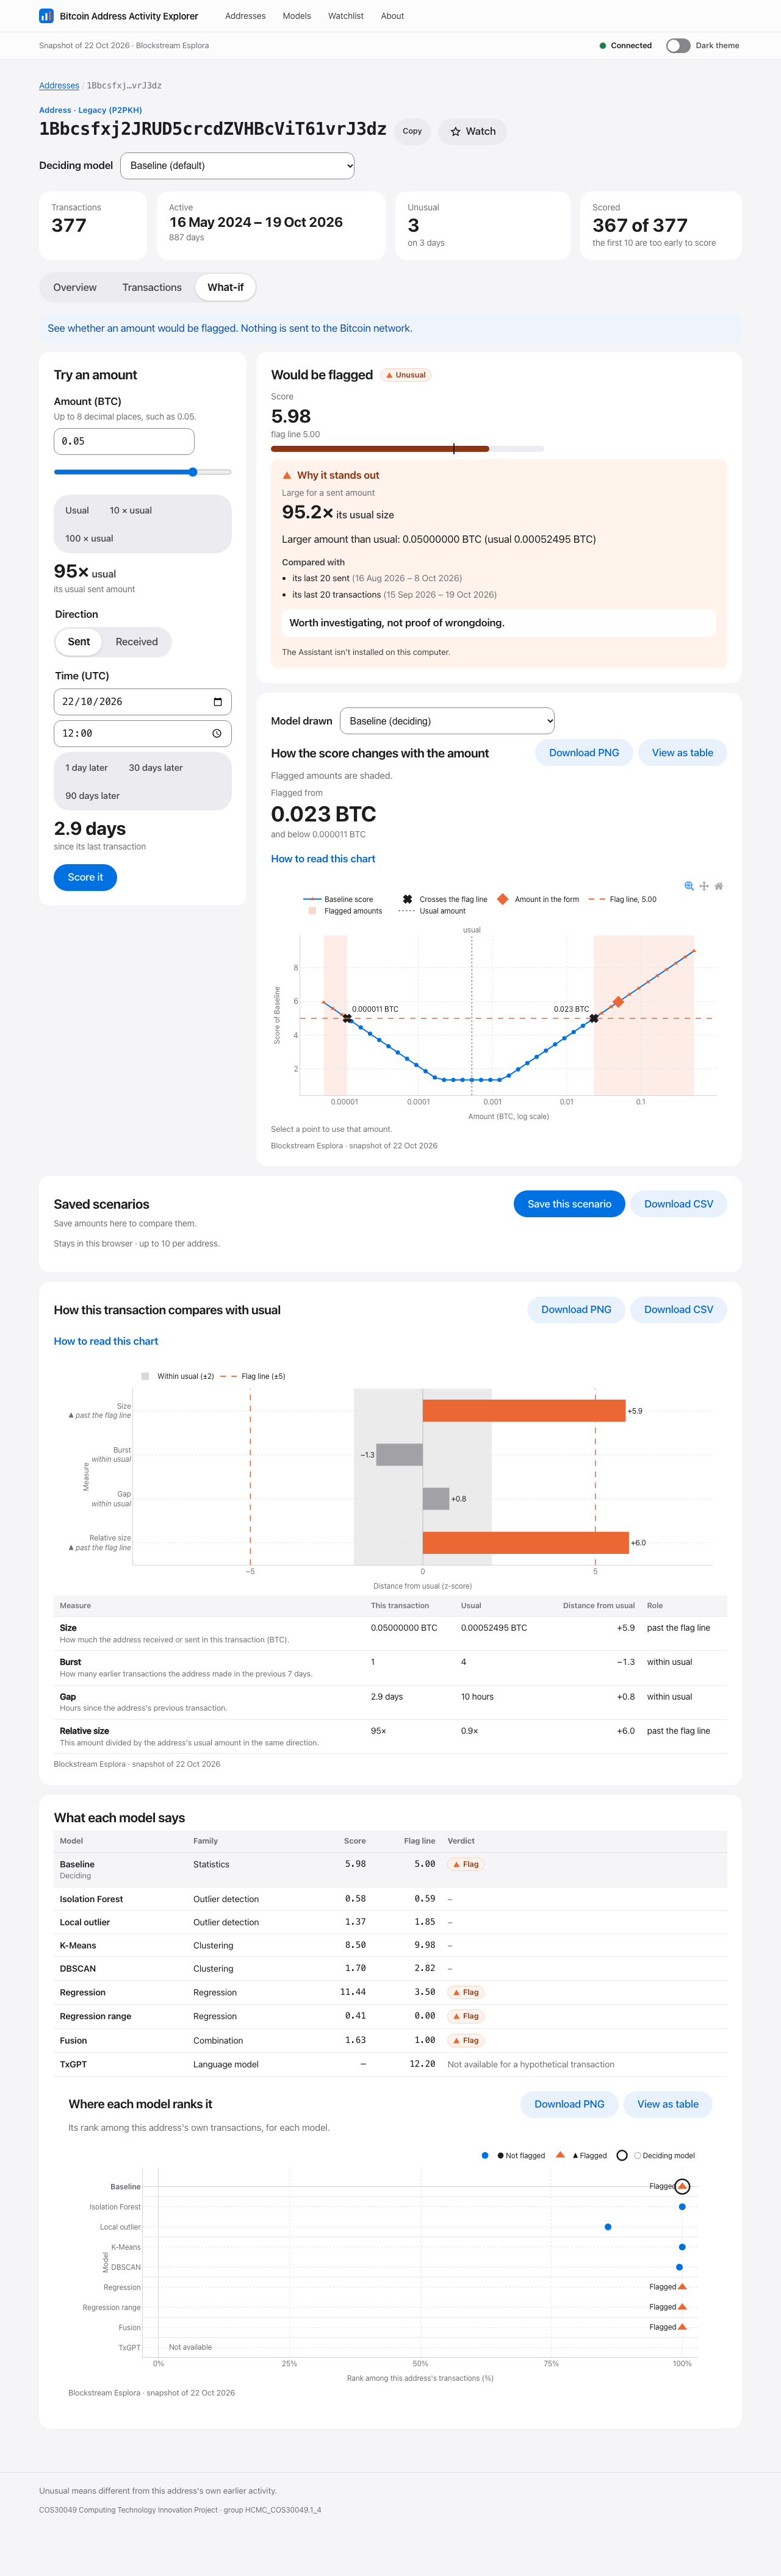 Bitcoin Address Activity Explorer
Addresses
Models
Watchlist
About
Snapshot of 22 Oct 2026 · Blockstream Esplora
Connected
Dark theme
Addresses / 1Bbcsfxj…vrJ3dz
Address · Legacy (P2PKH)
1Bbcsfxj2JRUD5crcdZVHBcViT61vrJ3dz
Copy
Watch
Deciding model
Baseline (default)
Transactions
377
Active
16 May 2024 – 19 Oct 2026
887 days
Unusual
3
on 3 days
Scored
367 of 377
the first 10 are too early to score
Overview
Transactions
What-if
See whether an amount would be flagged. Nothing is sent to the Bitcoin network.
Try an amount
Amount (BTC)
Up to 8 decimal places, such as 0.05.
0.05
Usual
10 × usual
100 × usual
95× usual
its usual sent amount
Direction
Sent
Received
Time (UTC)
22/10/2026
12:00
1 day later
30 days later
90 days later
2.9 days
since its last transaction
Score it
Would be flagged
Unusual
Score
5.98
flag line 5.00
Why it stands out
Large for a sent amount
95.2× its usual size
Larger amount than usual: 0.05000000 BTC (usual 0.00052495 BTC)
Compared with
• its last 20 sent (16 Aug 2026 – 8 Oct 2026)
• its last 20 transactions (15 Sep 2026 – 19 Oct 2026)
Worth investigating, not proof of wrongdoing.
The Assistant isn't installed on this computer.
Model drawn
Baseline (deciding)
How the score changes with the amount
Download PNG
View as table
Flagged amounts are shaded.
Flagged from
0.023 BTC
and below 0.000011 BTC
How to read this chart
Baseline score
Crosses the flag line
Amount in the form
Flag line, 5.00
Flagged amounts
Usual amount
usual
0.000011 BTC
0.023 BTC
Score of Baseline
8
6
4
2
0.00001
0.0001
0.001
0.01
0.1
Amount (BTC, log scale)
Select a point to use that amount.
Blockstream Esplora · snapshot of 22 Oct 2026
Saved scenarios
Save this scenario
Download CSV
Save amounts here to compare them.
Stays in this browser · up to 10 per address.
How this transaction compares with usual
Download PNG
Download CSV
How to read this chart
Within usual (±2)
Flag line (±5)
Measure
Size
▲ past the flag line
+5.9
Burst
within usual
−1.3
Gap
within usual
+0.8
Relative size
▲ past the flag line
+6.0
−5
0
5
Distance from usual (z-score)
Measure This transaction Usual Distance from usual Role
Size 0.05000000 BTC 0.00052495 BTC +5.9 past the flag line
How much the address received or sent in this transaction (BTC).
Burst 1 4 −1.3 within usual
How many earlier transactions the address made in the previous 7 days.
Gap 2.9 days 10 hours +0.8 within usual
Hours since the address's previous transaction.
Relative size 95× 0.9× +6.0 past the flag line
This amount divided by the address's usual amount in the same direction.
Blockstream Esplora · snapshot of 22 Oct 2026
What each model says
Model Family Score Flag line Verdict
Baseline Statistics 5.98 5.00 Flag
Deciding
Isolation Forest Outlier detection 0.58 0.59 –
Local outlier Outlier detection 1.37 1.85 –
K-Means Clustering 8.50 9.98 –
DBSCAN Clustering 1.70 2.82 –
Regression Regression 11.44 3.50 Flag
Regression range Regression 0.41 0.00 Flag
Fusion Combination 1.63 1.00 Flag
TxGPT Language model – 12.20 Not available for a hypothetical transaction
Where each model ranks it
Download PNG
View as table
Its rank among this address's own transactions, for each model.
● Not flagged
▲ Flagged
○ Deciding model
Model
Baseline
Flagged
Isolation Forest
Local outlier
K-Means
DBSCAN
Regression
Flagged
Regression range
Flagged
Fusion
Flagged
TxGPT
Not available
0%
25%
50%
75%
100%
Rank among this address's transactions (%)
Blockstream Esplora · snapshot of 22 Oct 2026
Unusual means different from this address's own earlier activity.
COS30049 Computing Technology Innovation Project · group HCMC_COS30049.1_4